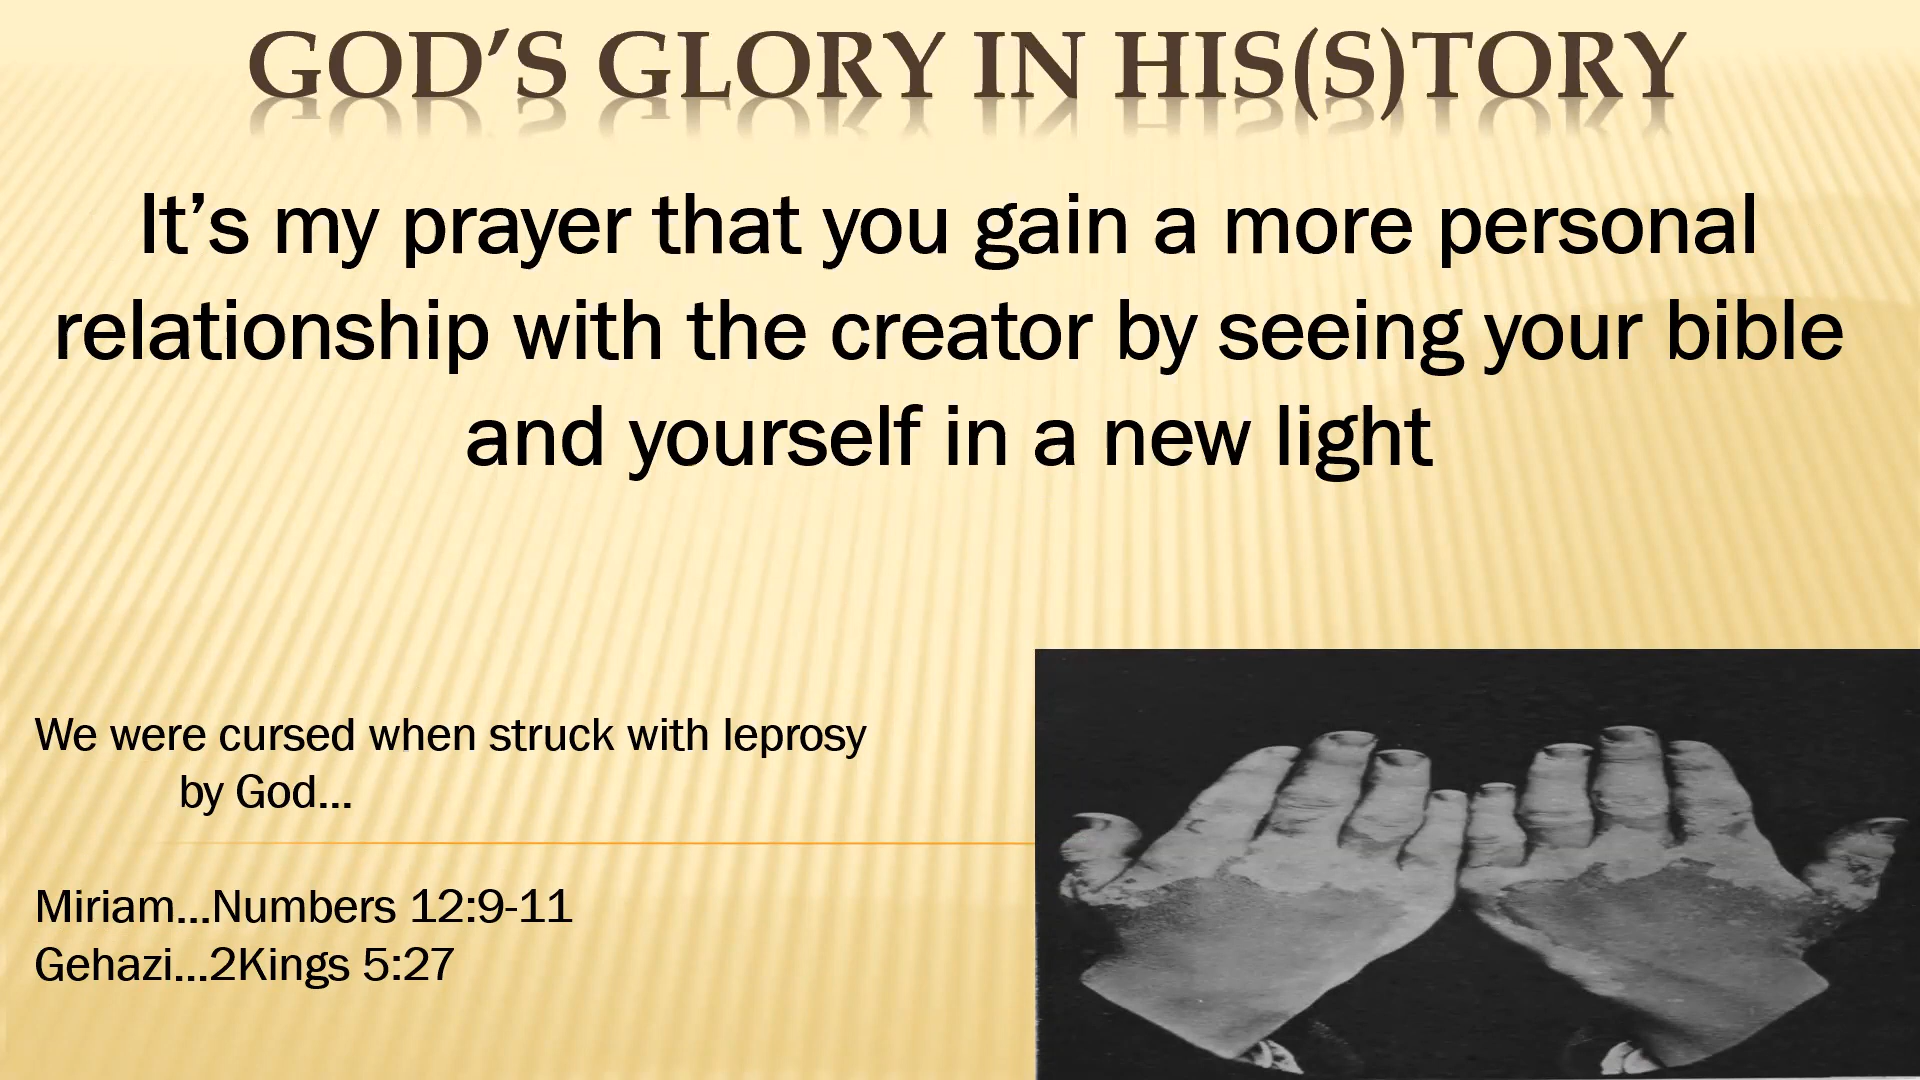 GOD’S GLORY IN HIS(S)TORY
It’s my prayer that you gain a more personal
relationship with the creator by seeing your bible
and yourself in a new light
We were cursed when struck with leprosy
by God...
Miriam...Numbers 12:9-11
Gehazi...2Kings 5:27